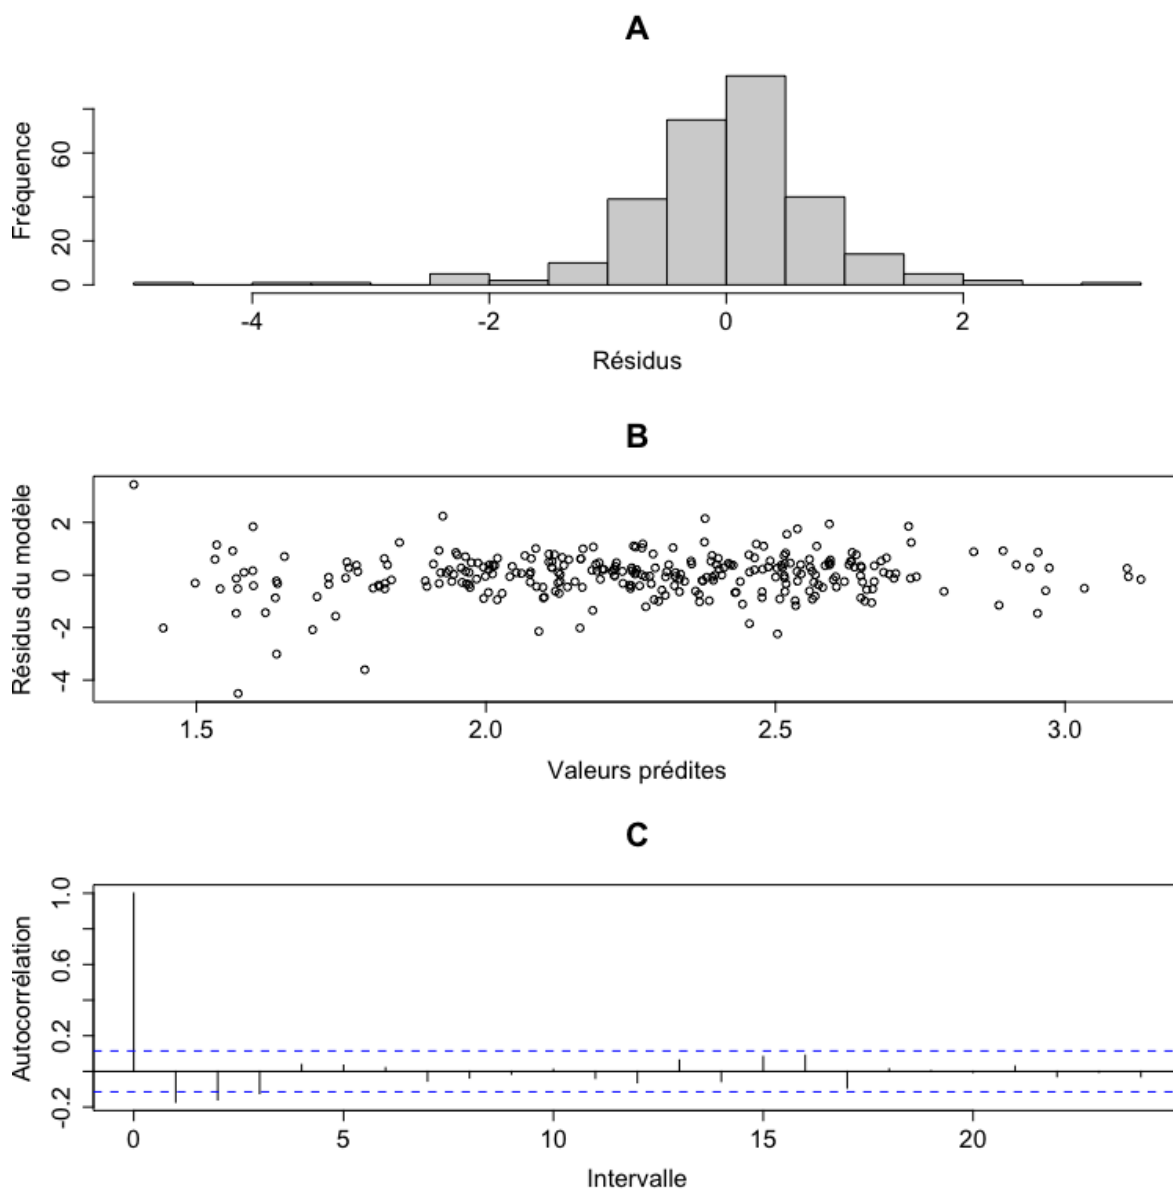 A
Fréquence
60
20
0
-4 -2 0 2
Résidus
B
Résidus du modèle
2
0
-2
-4
1.5 2.0 2.5 3.0
Valeurs prédites
C
Autocorrélation
1.0
0.6
0.2
-0.2
0 5 10 15 20
Intervalle